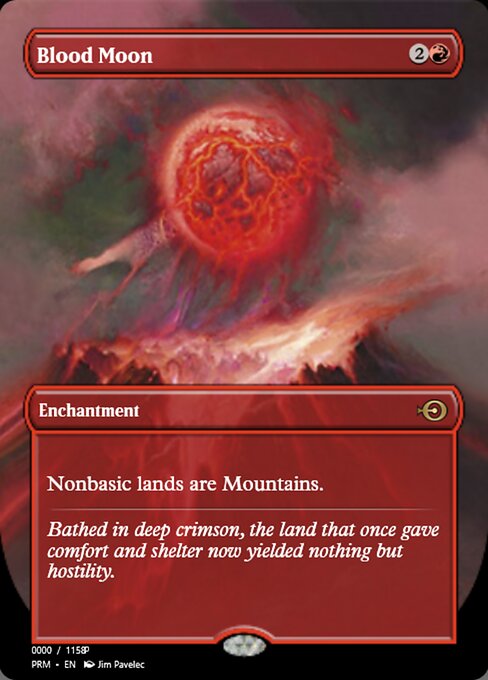 Blood Moon 2
Enchantment
Nonbasic lands are Mountains.
Bathed in deep crimson, the land that once gave
comfort and shelter now yielded nothing but
hostility.
0000 / 1158P
PRM • EN Jim Pavelec